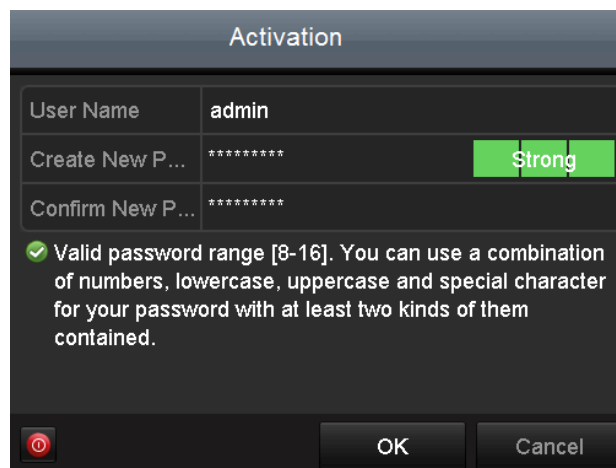 Activation
User Name admin
Create New P... ********* Strong
Confirm New P... *********
Valid password range [8-16]. You can use a combination
of numbers, lowercase, uppercase and special character
for your password with at least two kinds of them
contained.
OK Cancel